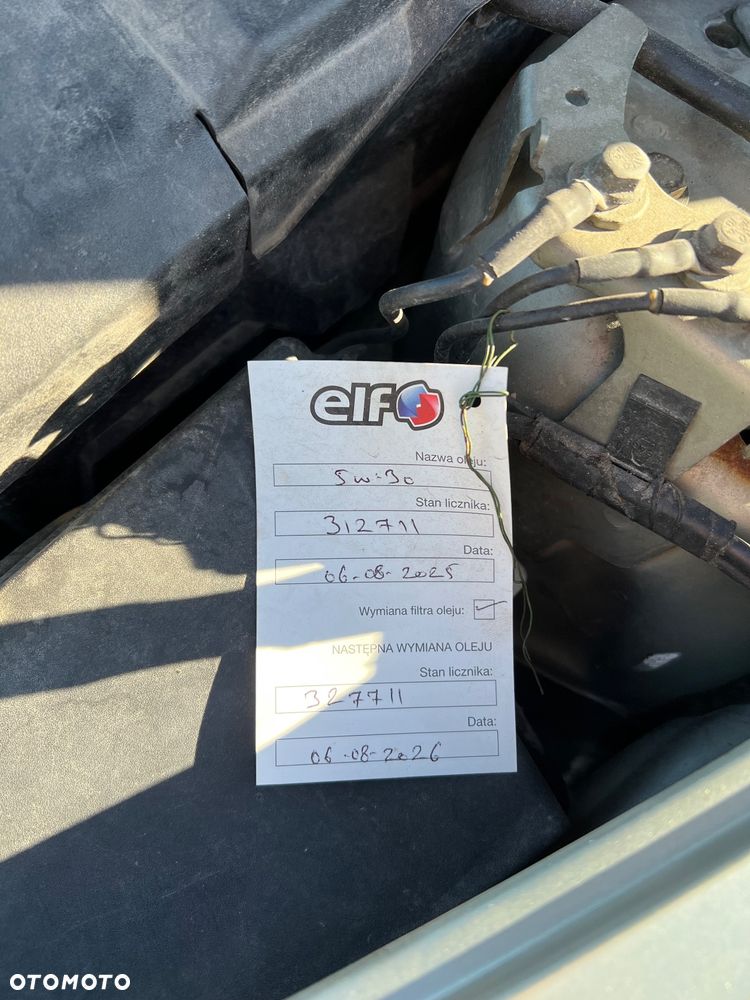 elf
Nazwa oleju:
5w-30
Stan licznika:
312711
Data:
06-08-2025
Wymiana filtra oleju:
NASTĘPNA WYMIANA OLEJU
Stan licznika:
327711
Data:
06-08-2026
OTOMOTO